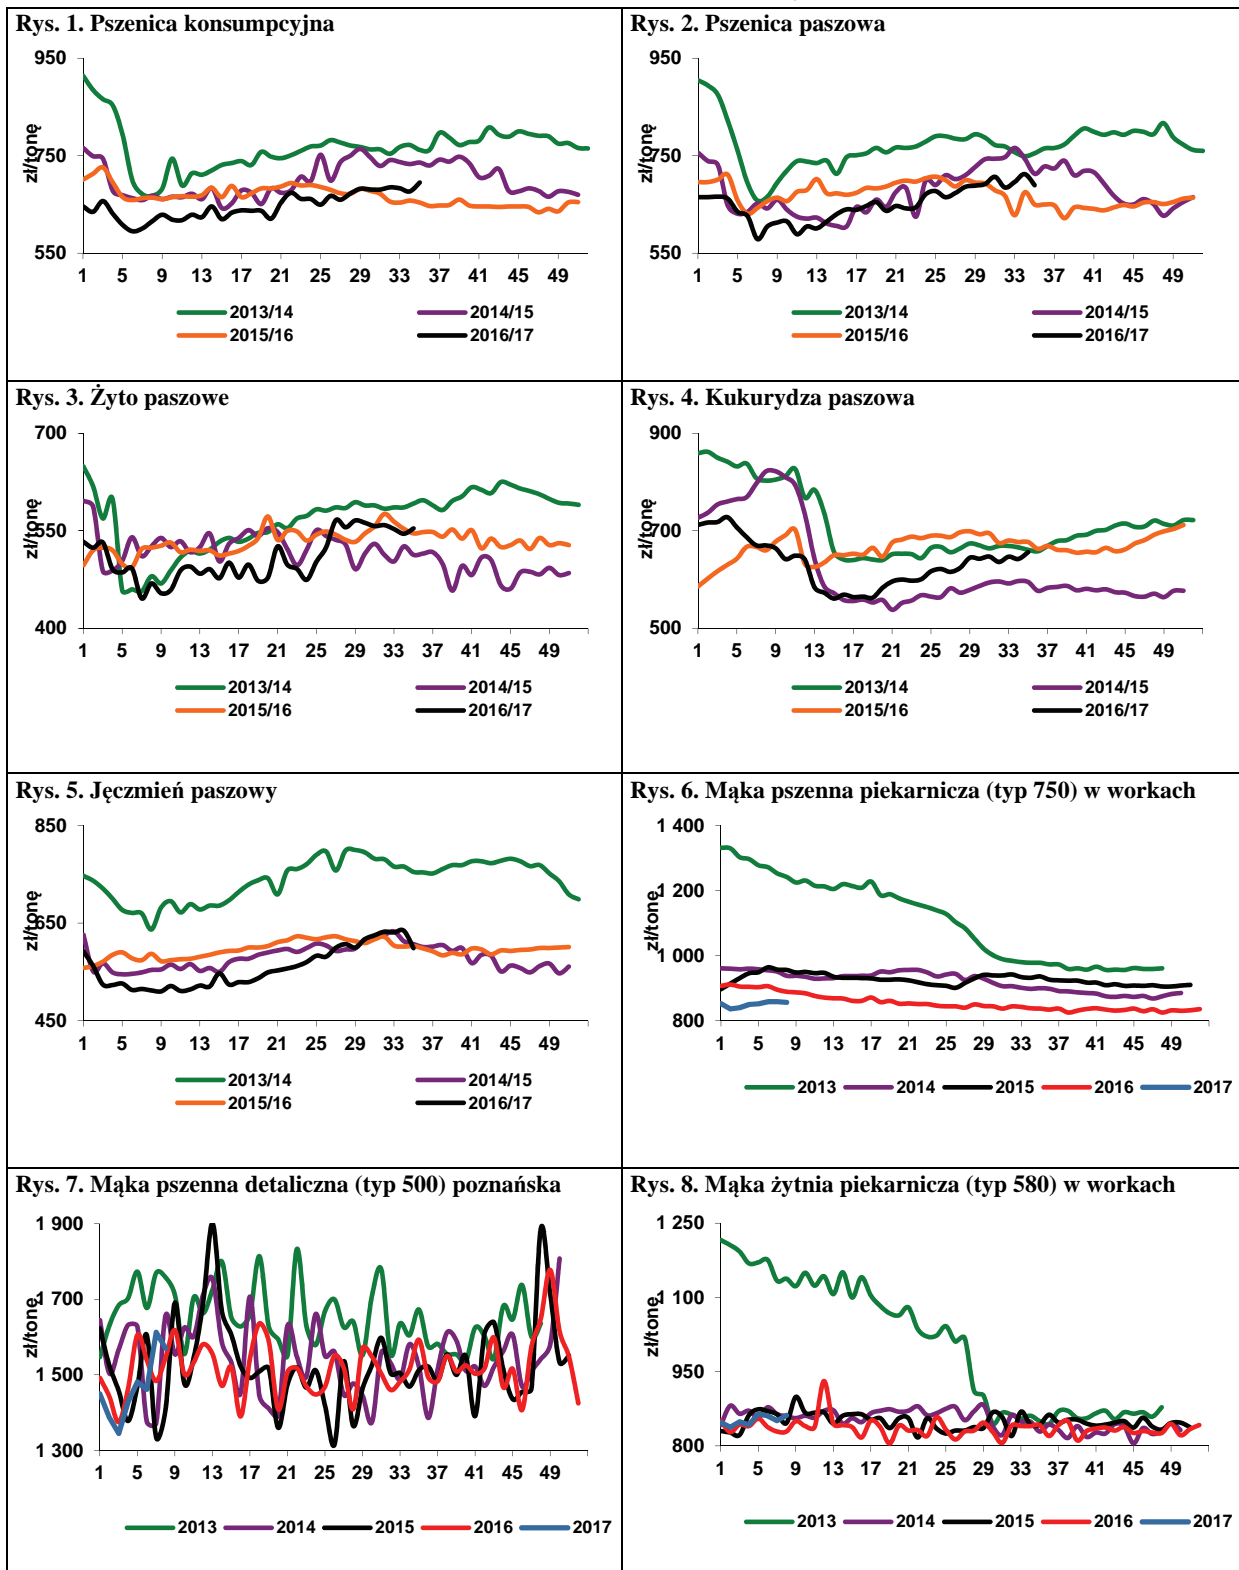 Rys. 1. Pszenica konsumpcyjna
950
750
550
zł/tonę
1 5 9 13 17 21 25 29 33 37 41 45 49
2013/14 2014/15
2015/16 2016/17
Rys. 2. Pszenica paszowa
950
750
550
zł/tonę
1 5 9 13 17 21 25 29 33 37 41 45 49
2013/14 2014/15
2015/16 2016/17
Rys. 3. Żyto paszowe
700
550
400
zł/tonę
1 5 9 13 17 21 25 29 33 37 41 45 49
2013/14 2014/15
2015/16 2016/17
Rys. 4. Kukurydza paszowa
900
700
500
zł/tonę
1 5 9 13 17 21 25 29 33 37 41 45 49
2013/14 2014/15
2015/16 2016/17
Rys. 5. Jęczmień paszowy
850
650
450
zł/tonę
1 5 9 13 17 21 25 29 33 37 41 45 49
2013/14 2014/15
2015/16 2016/17
Rys. 6. Mąka pszenna piekarnicza (typ 750) w workach
1 400
1 200
1 000
800
zł/tonę
1 5 9 13 17 21 25 29 33 37 41 45 49
2013 2014 2015 2016 2017
Rys. 7. Mąka pszenna detaliczna (typ 500) poznańska
1 900
1 700
1 500
1 300
zł/tonę
1 5 9 13 17 21 25 29 33 37 41 45 49
2013 2014 2015 2016 2017
Rys. 8. Mąka żytnia piekarnicza (typ 580) w workach
1 250
1 100
950
800
zł/tonę
1 5 9 13 17 21 25 29 33 37 41 45 49
2013 2014 2015 2016 2017